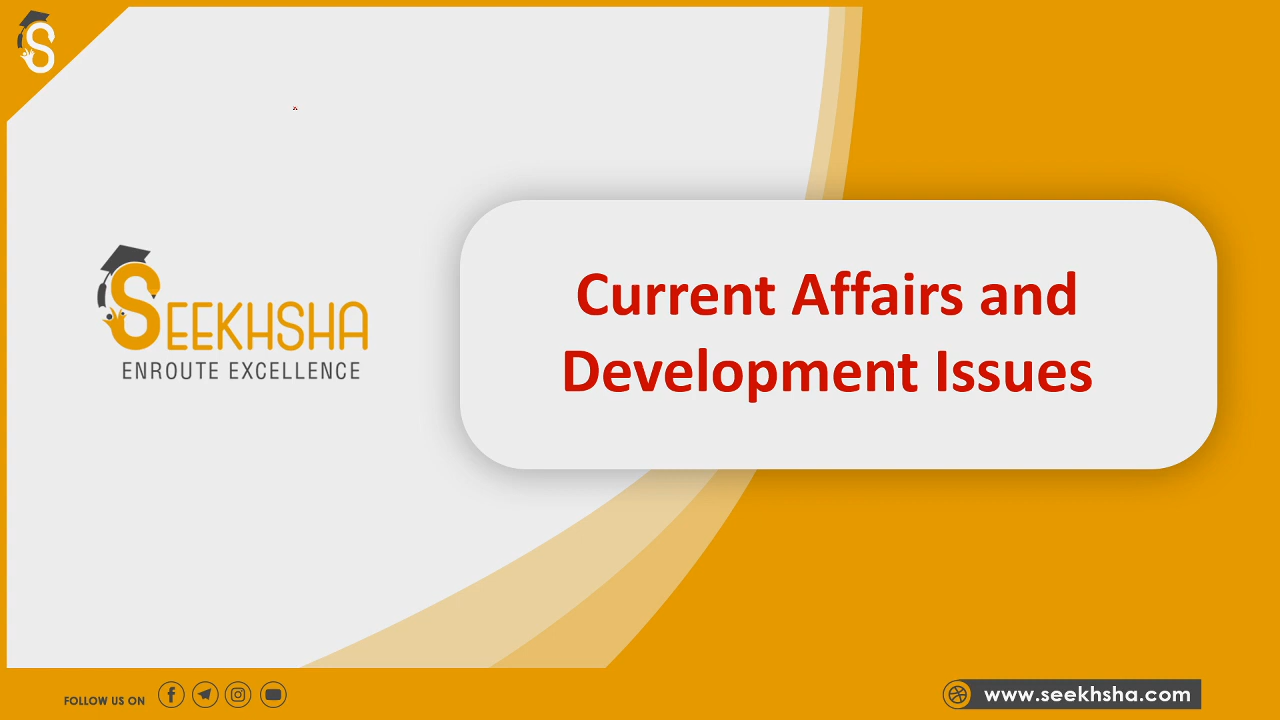 S
SEEKHSHA
ENROUTE EXCELLENCE
Current Affairs and
Development Issues
FOLLOW US ON
www.seekhsha.com